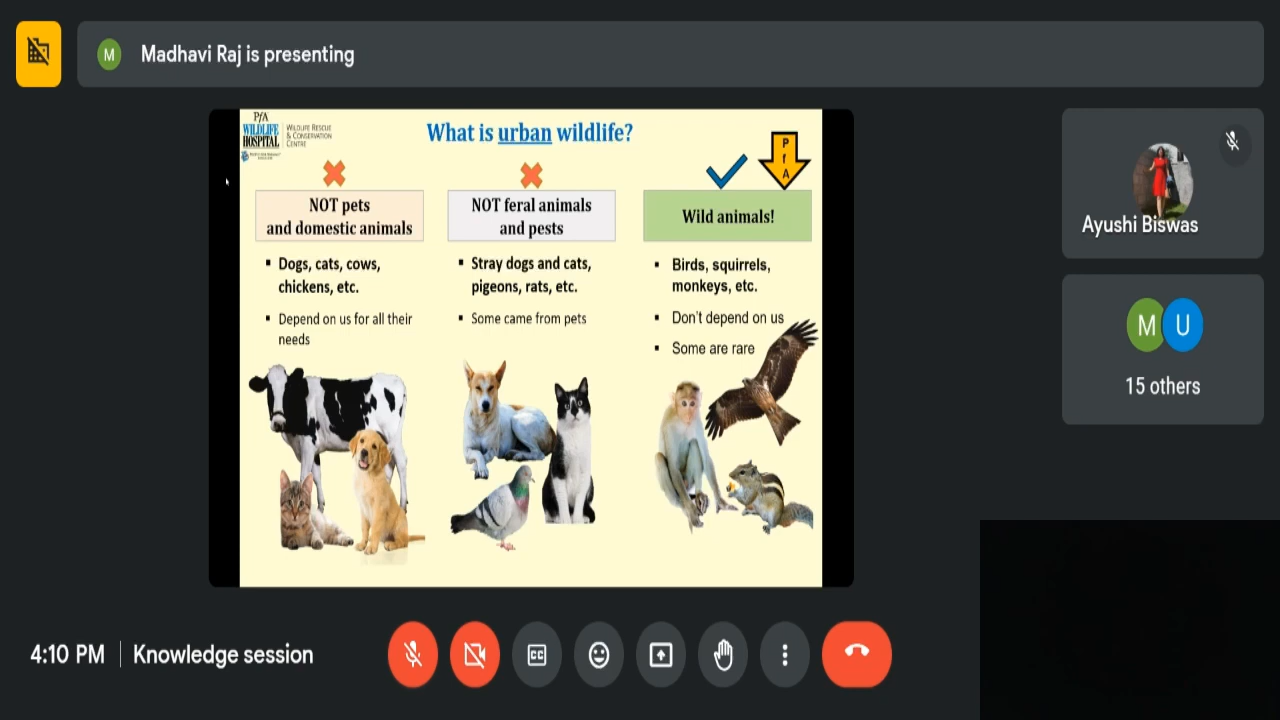 M
Madhavi Raj is presenting
PfA
WILDLIFE
HOSPITAL
WILDLIFE RESCUE
& CONSERVATION
CENTRE
What is urban wildlife?
P
f
A
NOT pets
and domestic animals
NOT feral animals
and pests
Wild animals!
▪ Dogs, cats, cows,
chickens, etc.
▪ Depend on us for all their
needs
▪ Stray dogs and cats,
pigeons, rats, etc.
▪ Some came from pets
▪ Birds, squirrels,
monkeys, etc.
▪ Don't depend on us
▪ Some are rare
Ayushi Biswas
M U
15 others
4:10 PM | Knowledge session
CC